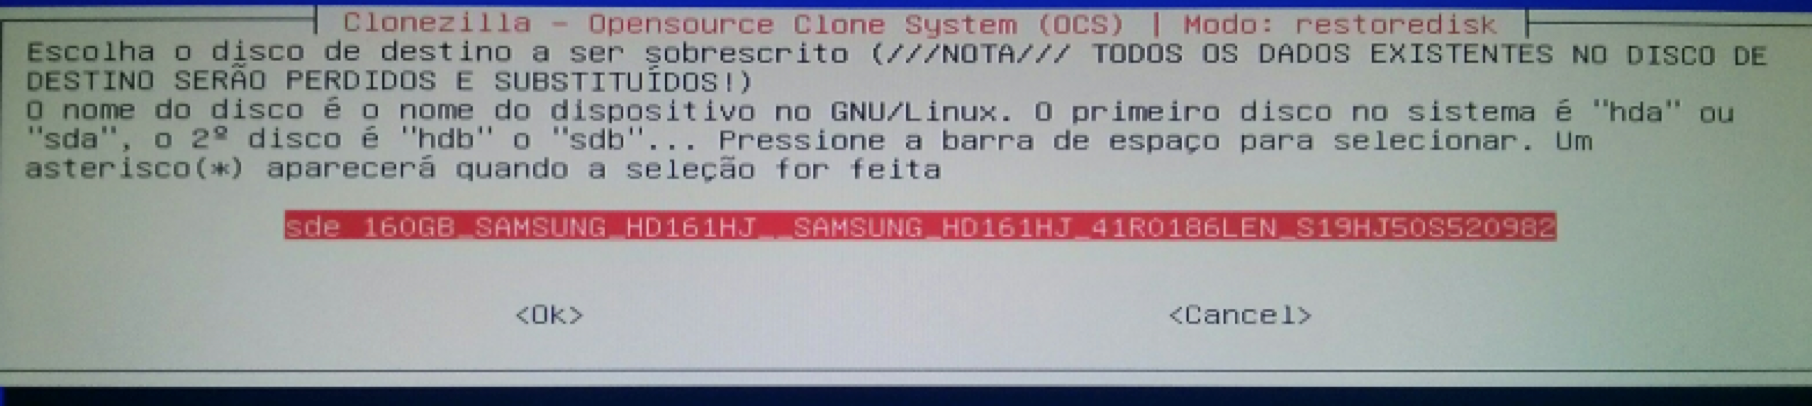 Clonezilla - Opensource Clone System (OCS) | Modo: restoredisk
Escolha o disco de destino a ser sobrescrito (///NOTA/// TODOS OS DADOS EXISTENTES NO DISCO DE
DESTINO SERÃO PERDIDOS E SUBSTITUÍDOS!)
O nome do disco é o nome do dispositivo no GNU/Linux. O primeiro disco no sistema é "hda" ou
"sda", o 2º disco é "hdb" o "sdb"... Pressione a barra de espaço para selecionar. Um
asterisco(*) aparecerá quando a seleção for feita
sde 160GB_SAMSUNG_HD161HJ__SAMSUNG_HD161HJ_41R0186LEN_S19HJ50S520982
<Ok> <Cancel>